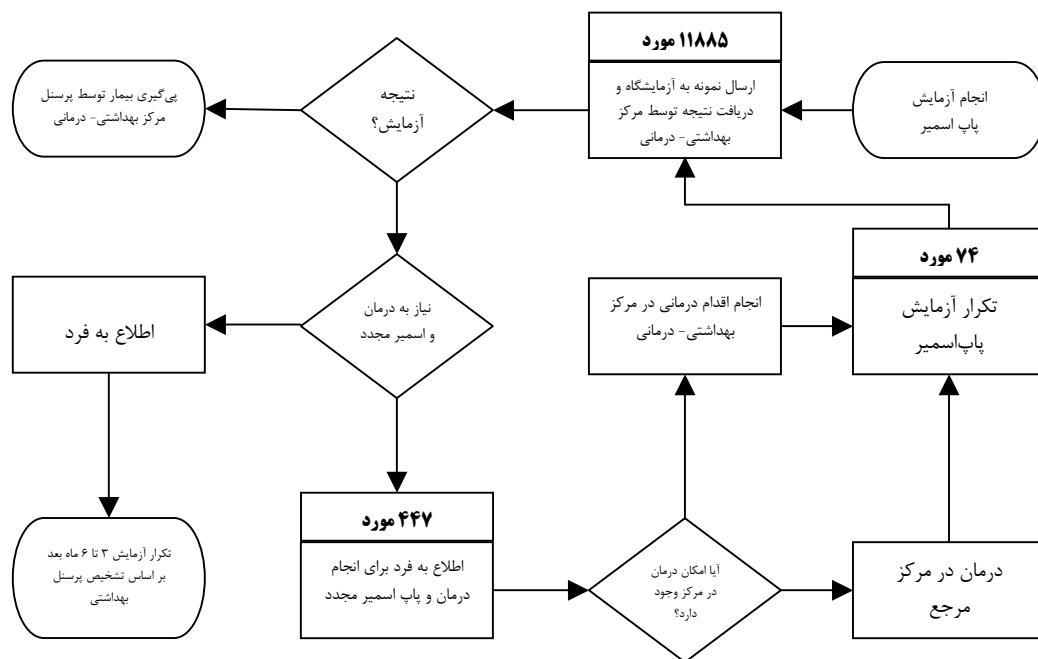 ۱۱۸۸۵ مورد
ارسال نمونه به آزمایشگاه و
دریافت نتیجه توسط مرکز
بهداشتی- درمانی
انجام آزمایش
پاپ اسمیر
نتیجه
آزمایش؟
پی‌گیری بیمار توسط پرسنل
مرکز بهداشتی- درمانی
۷۴ مورد
تکرار آزمایش
پاپ‌اسمیر
انجام اقدام درمانی در مرکز
بهداشتی- درمانی
نیاز به درمان
و اسمیر مجدد
اطلاع به فرد
۴۴۷ مورد
اطلاع به فرد برای انجام
درمان و پاپ اسمیر مجدد
آیا امکان درمان
در مرکز وجود
دارد؟
درمان در مرکز
مرجع
تکرار آزمایش ۳ تا ۶ ماه بعد
بر اساس تشخیص پرسنل
بهداشتی